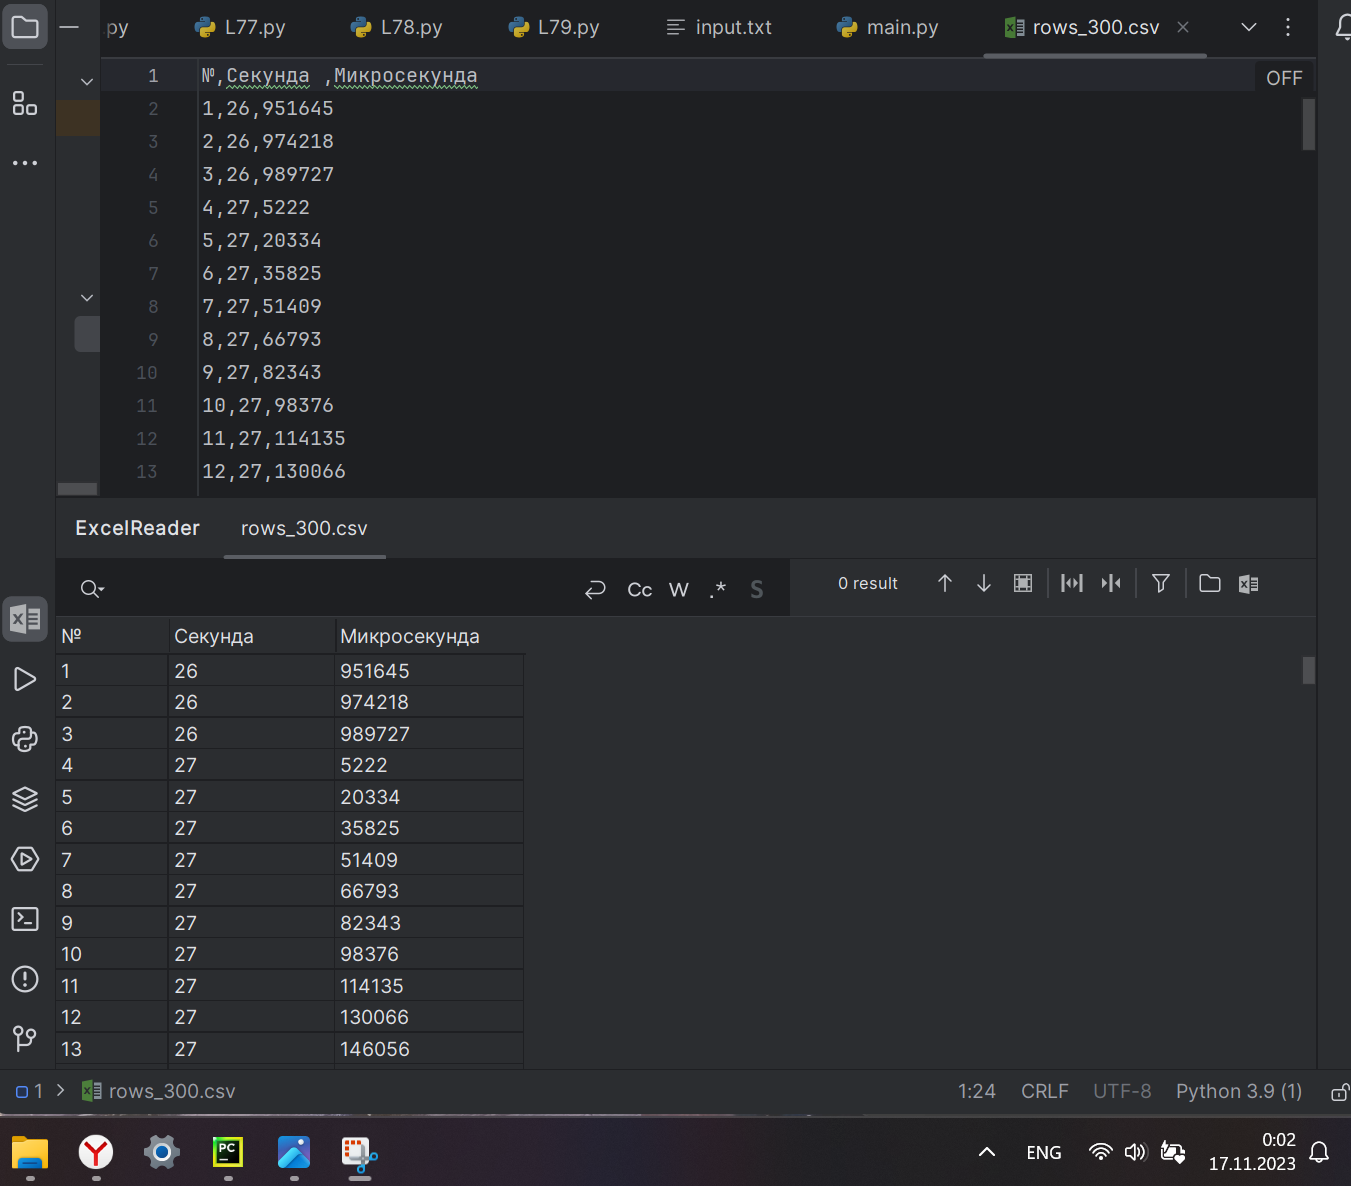 .py L77.py L78.py L79.py input.txt main.py rows_300.csv
OFF
1 №,Секунда ,Микросекунда
2 1,26,951645
3 2,26,974218
4 3,26,989727
5 4,27,5222
6 5,27,20334
7 6,27,35825
8 7,27,51409
9 8,27,66793
10 9,27,82343
11 10,27,98376
12 11,27,114135
13 12,27,130066
ExcelReader rows_300.csv
Cc W .* S 0 result
№ Секунда Микросекунда
1 26 951645
2 26 974218
3 26 989727
4 27 5222
5 27 20334
6 27 35825
7 27 51409
8 27 66793
9 27 82343
10 27 98376
11 27 114135
12 27 130066
13 27 146056
1 > rows_300.csv 1:24 CRLF UTF-8 Python 3.9 (1)
PC ENG 0:02
17.11.2023